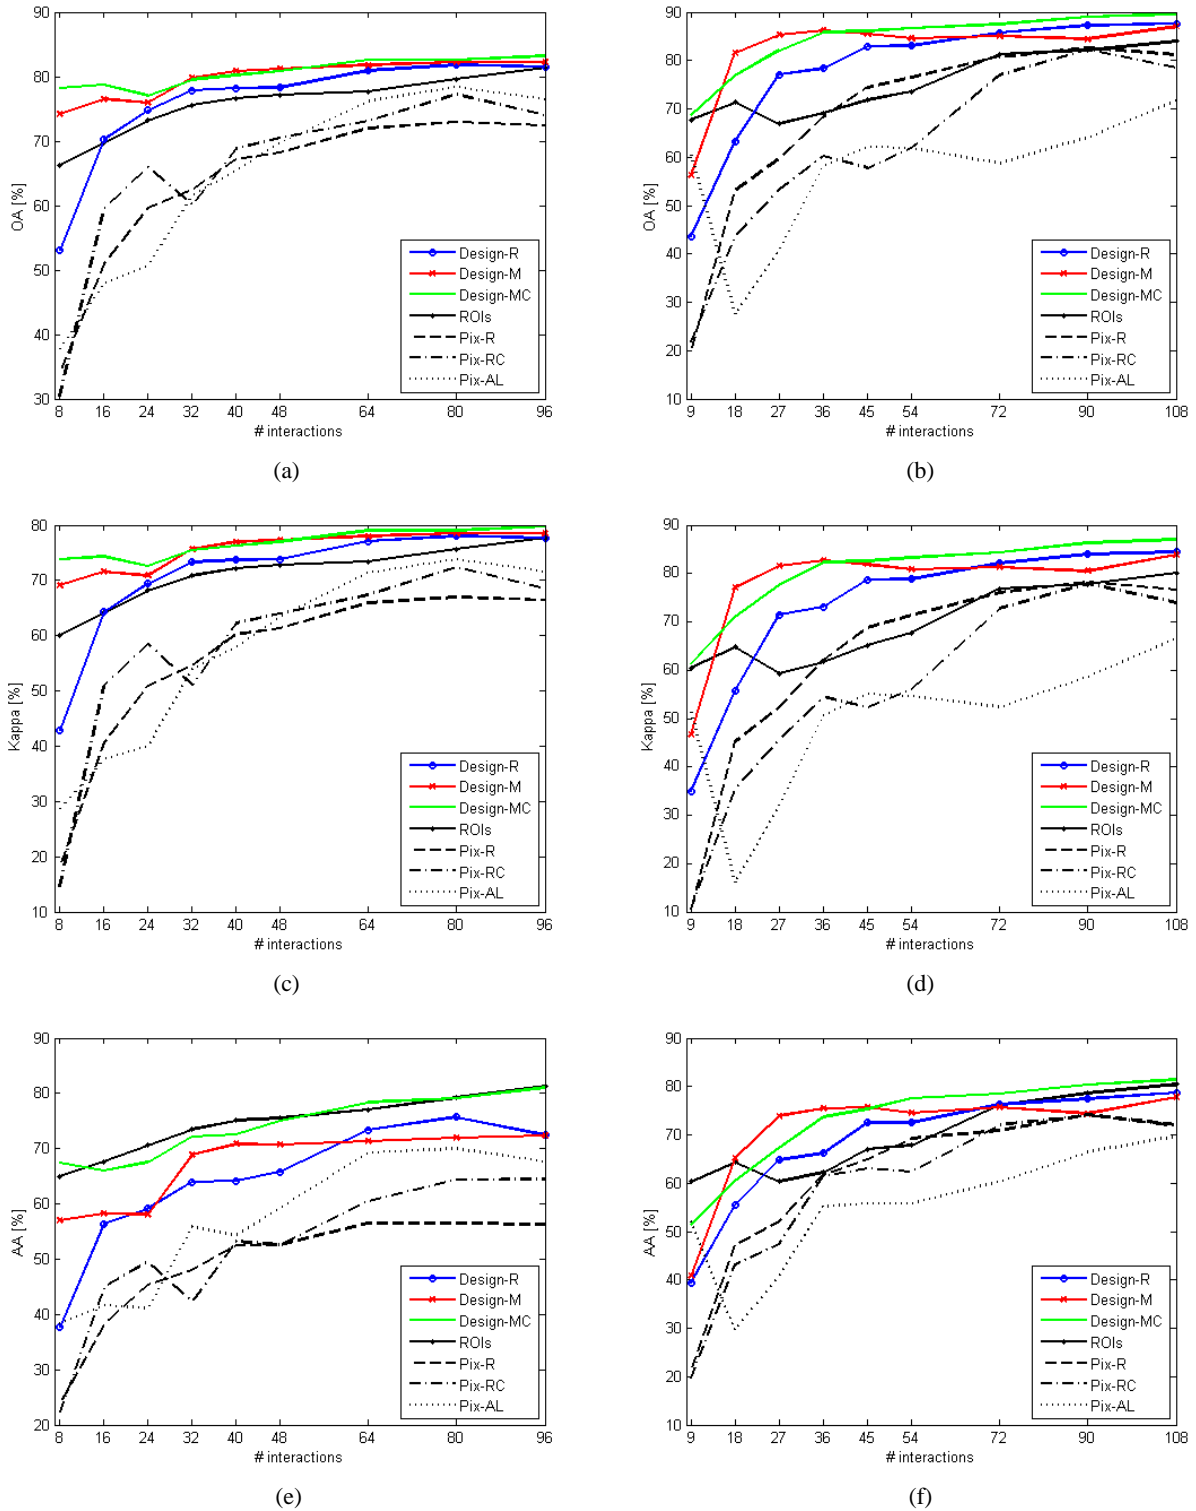 90
80
70
60
50
40
30
OA [%]
8 16 24 32 40 48 64 80 96
# interactions
Design-R
Design-M
Design-MC
ROIs
Pix-R
Pix-RC
Pix-AL
(a)
90
80
70
60
50
40
30
20
10
OA [%]
9 18 27 36 45 54 72 90 108
# interactions
Design-R
Design-M
Design-MC
ROIs
Pix-R
Pix-RC
Pix-AL
(b)
80
70
60
50
40
30
20
10
Kappa [%]
8 16 24 32 40 48 64 80 96
# interactions
Design-R
Design-M
Design-MC
ROIs
Pix-R
Pix-RC
Pix-AL
(c)
90
80
70
60
50
40
30
20
10
Kappa [%]
9 18 27 36 45 54 72 90 108
# interactions
Design-R
Design-M
Design-MC
ROIs
Pix-R
Pix-RC
Pix-AL
(d)
90
80
70
60
50
40
30
20
AA [%]
8 16 24 32 40 48 64 80 96
# interactions
Design-R
Design-M
Design-MC
ROIs
Pix-R
Pix-RC
Pix-AL
(e)
90
80
70
60
50
40
30
20
10
AA [%]
9 18 27 36 45 54 72 90 108
# interactions
Design-R
Design-M
Design-MC
ROIs
Pix-R
Pix-RC
Pix-AL
(f)